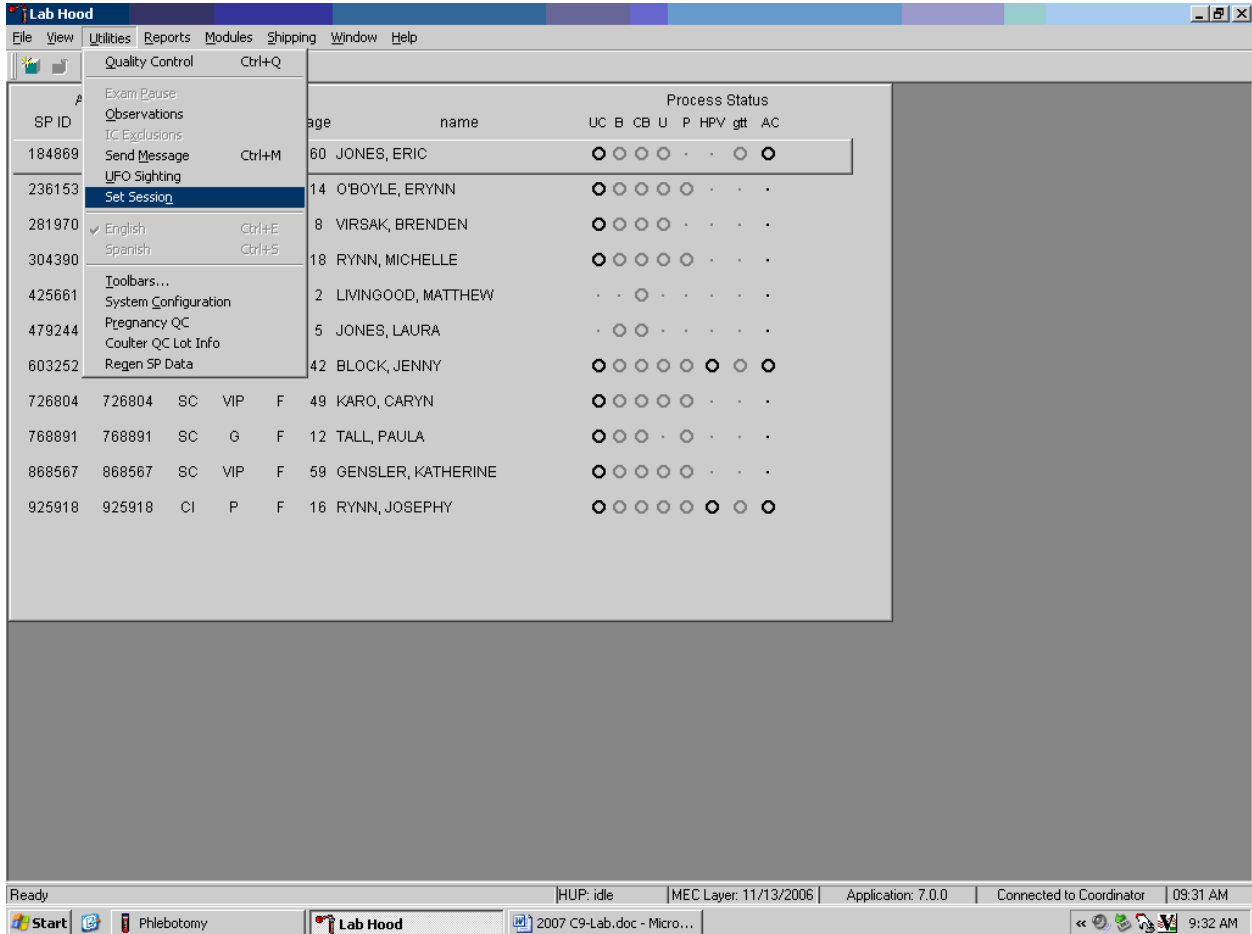 Lab Hood
File View Utilities Reports Modules Shipping Window Help
Quality Control Ctrl+Q
Exam Pause
Observations
IC Exclusions
Send Message Ctrl+M
UFO Sighting
Set Session
English Ctrl+E
Spanish Ctrl+S
Toolbars...
System Configuration
Pregnancy QC
Coulter QC Lot Info
Regen SP Data
Process Status
SP ID age name UC B CB U P HPV gtt AC
184869 60 JONES, ERIC
236153 14 O'BOYLE, ERYNN
281970 8 VIRSAK, BRENDEN
304390 18 RYNN, MICHELLE
425661 2 LIVINGOOD, MATTHEW
479244 5 JONES, LAURA
603252 42 BLOCK, JENNY
726804 726804 SC VIP F 49 KARO, CARYN
768891 768891 SC G F 12 TALL, PAULA
868567 868567 SC VIP F 59 GENSLER, KATHERINE
925918 925918 CI P F 16 RYNN, JOSEPHY
Ready HUP: idle MEC Layer: 11/13/2006 Application: 7.0.0 Connected to Coordinator 09:31 AM
Start Phlebotomy Lab Hood 2007 C9-Lab.doc - Micro... « 9:32 AM